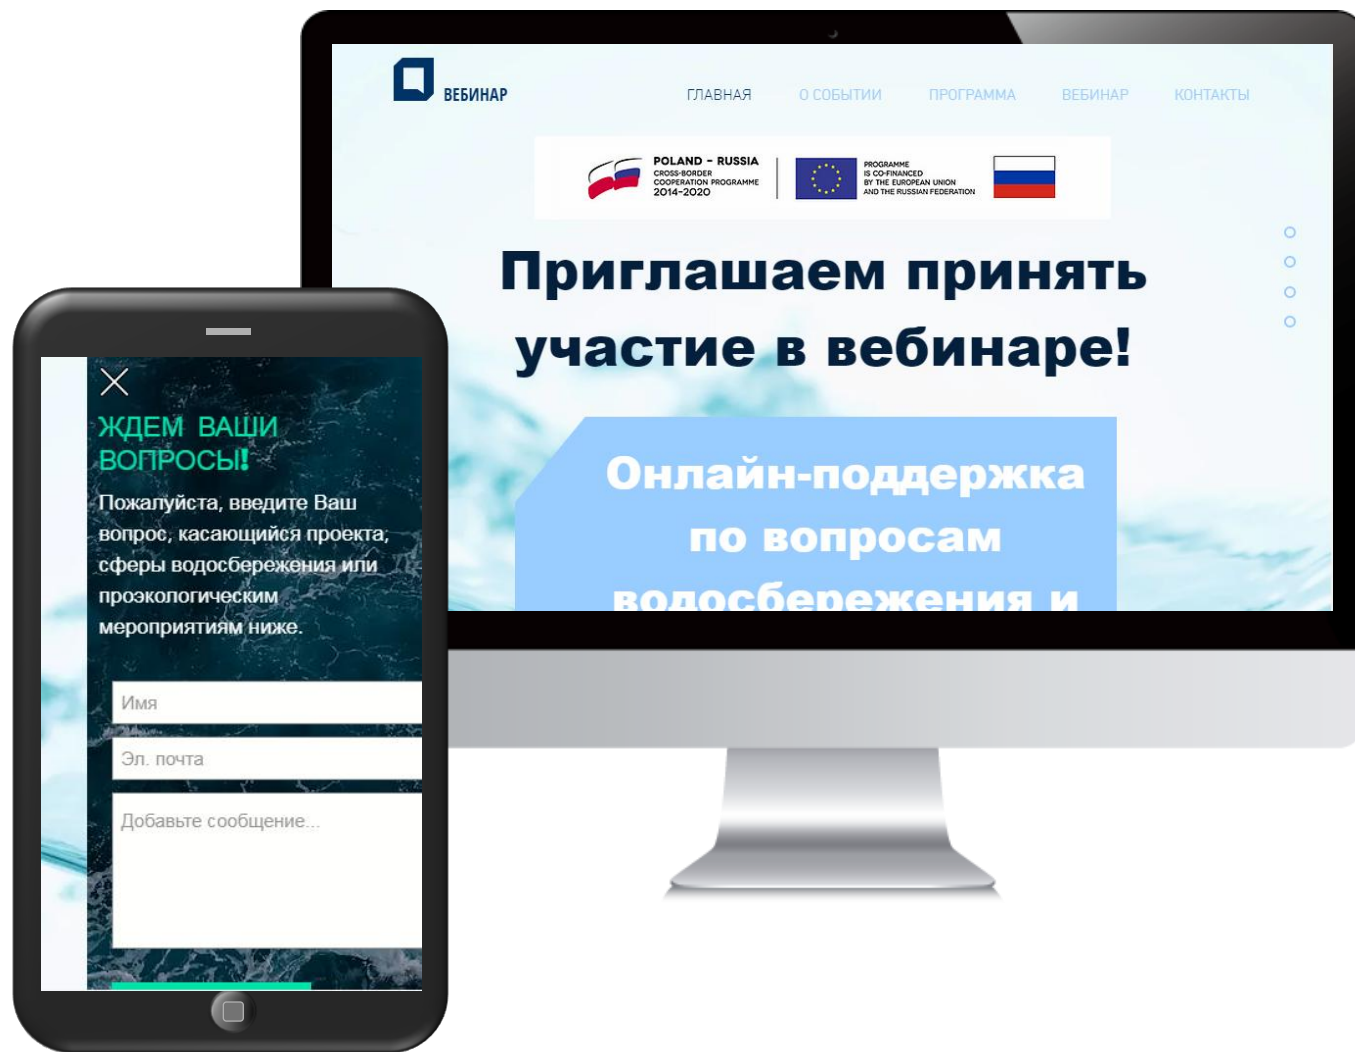 ВЕБИНАР
ГЛАВНАЯ О СОБЫТИИ ПРОГРАММА ВЕБИНАР КОНТАКТЫ
POLAND - RUSSIA
CROSS-BORDER
COOPERATION PROGRAMME
2014-2020
PROGRAMME
IS CO-FINANCED
BY THE EUROPEAN UNION
AND THE RUSSIAN FEDERATION
Приглашаем принять
участие в вебинаре!
Онлайн-поддержка
по вопросам
водосбережения и
ЖДЕМ ВАШИ
ВОПРОСЫ!
Пожалуйста, введите Ваш
вопрос, касающийся проекта;
сферы водосбережения или
проэкологическим
мероприятиям ниже.
Имя
Эл. почта
Добавьте сообщение...